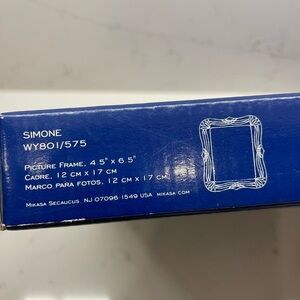 SIMONE
WY801/575
PICTURE FRAME, 4.5" X 6.5"
CADRE, 12 CM X 17 CM
MARCO PARA FOTOS, 12 CM X 17 CM
MIKASA SECAUCUS, NJ 07096-1549 USA MIKASA.COM